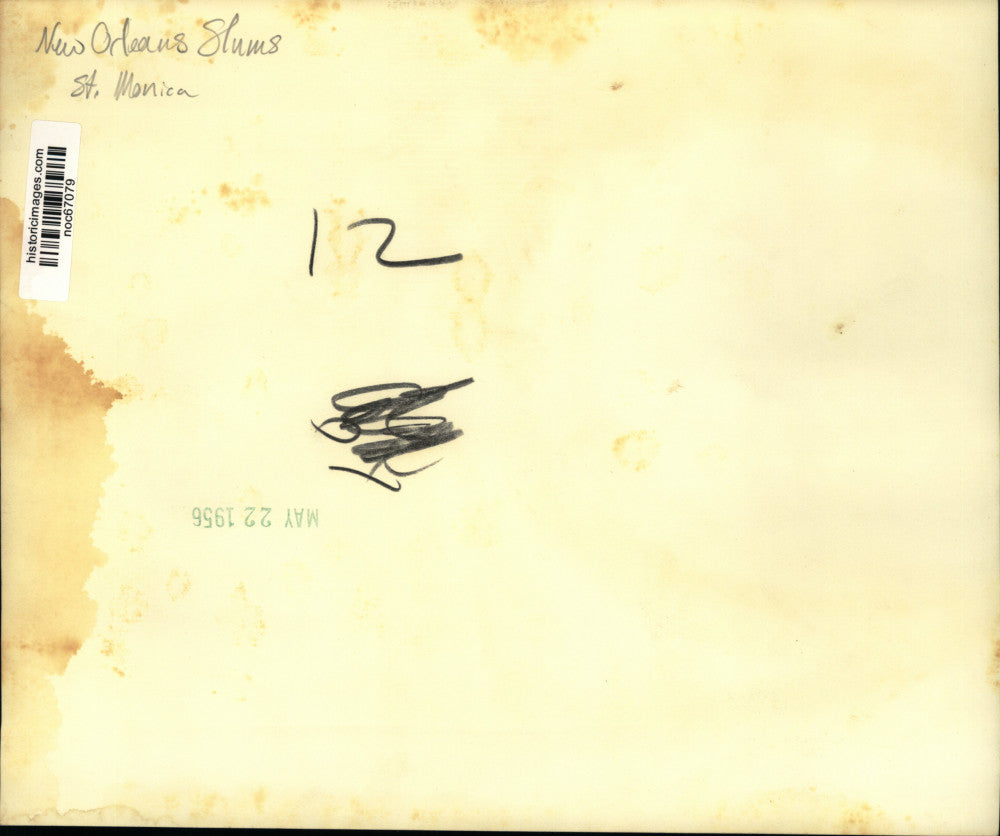 New Orleans Slums
St. Monica
historicimages.com
noc67079
12
MAY 22 1956